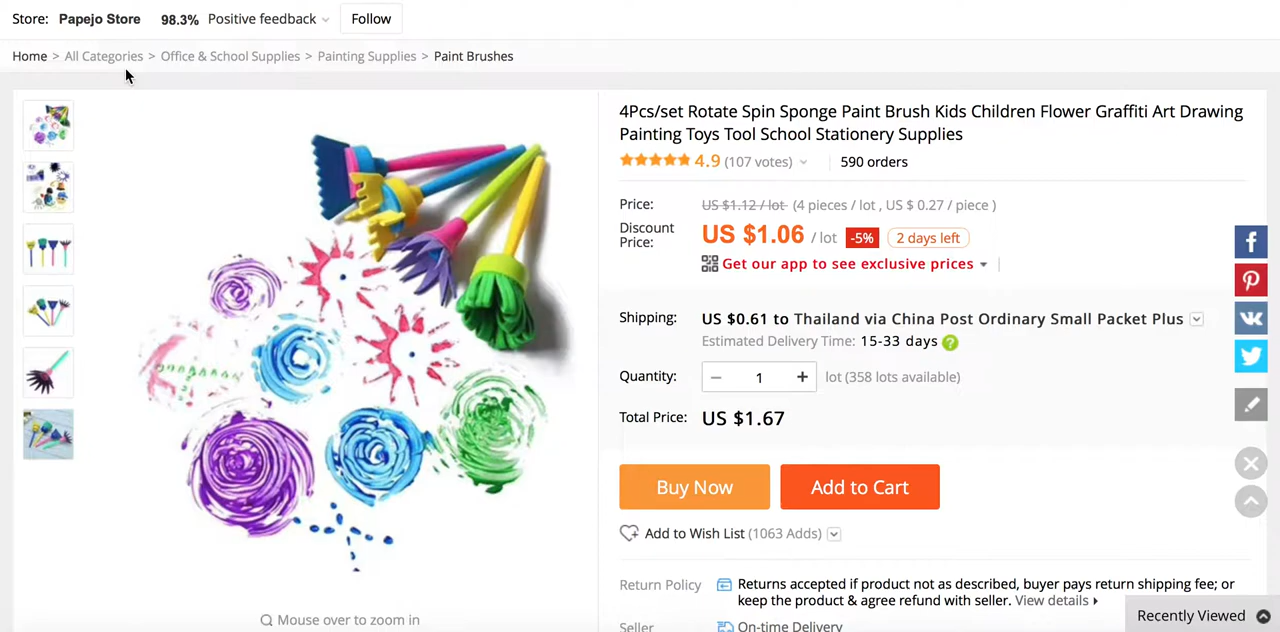 Store: Papejo Store 98.3% Positive feedback Follow
Home > All Categories > Office & School Supplies > Painting Supplies > Paint Brushes
4Pcs/set Rotate Spin Sponge Paint Brush Kids Children Flower Graffiti Art Drawing
Painting Toys Tool School Stationery Supplies
4.9 (107 votes) 590 orders
Price: US $1.12 / lot (4 pieces / lot , US $ 0.27 / piece )
Discount
Price: US $1.06 / lot -5% 2 days left
Get our app to see exclusive prices
Shipping: US $0.61 to Thailand via China Post Ordinary Small Packet Plus
Estimated Delivery Time: 15-33 days ?
Quantity: − 1 + lot (358 lots available)
Total Price: US $1.67
Buy Now Add to Cart
Add to Wish List (1063 Adds)
Return Policy Returns accepted if product not as described, buyer pays return shipping fee; or
keep the product & agree refund with seller. View details
Mouse over to zoom in
Recently Viewed
Seller On-time Delivery